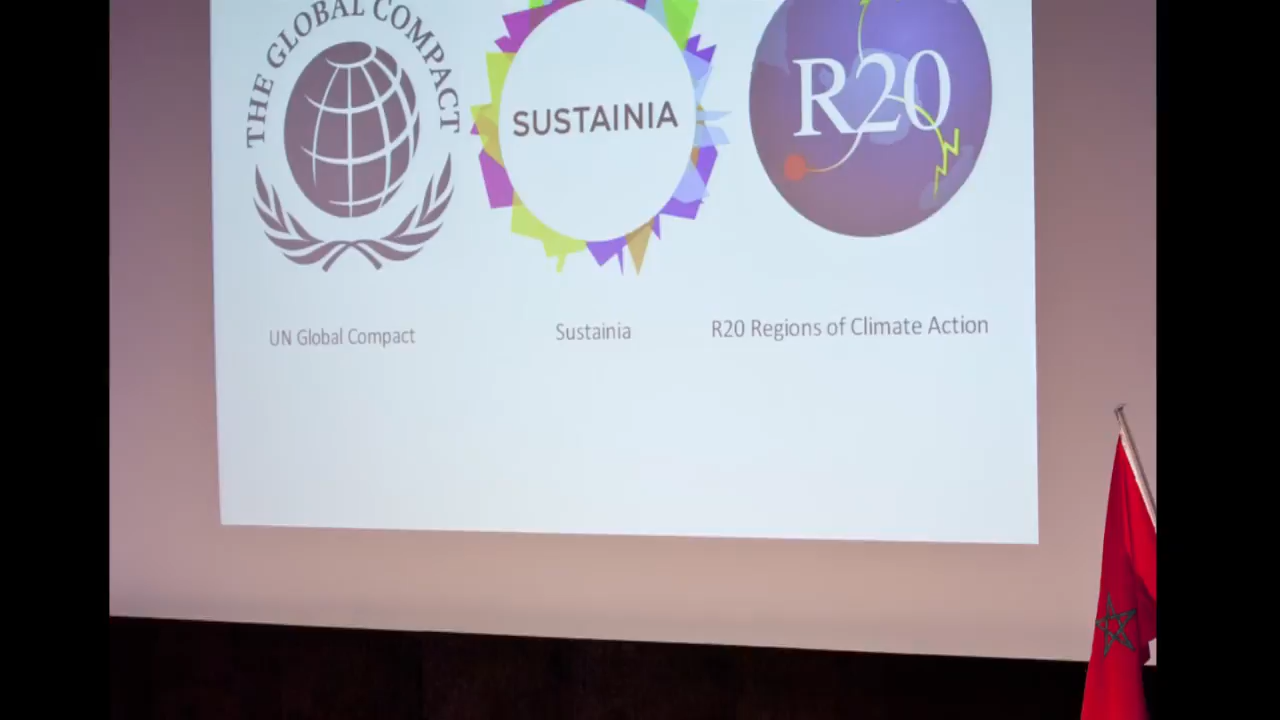 THE GLOBAL COMPACT
SUSTAINIA
R20
UN Global Compact
Sustainia
R20 Regions of Climate Action